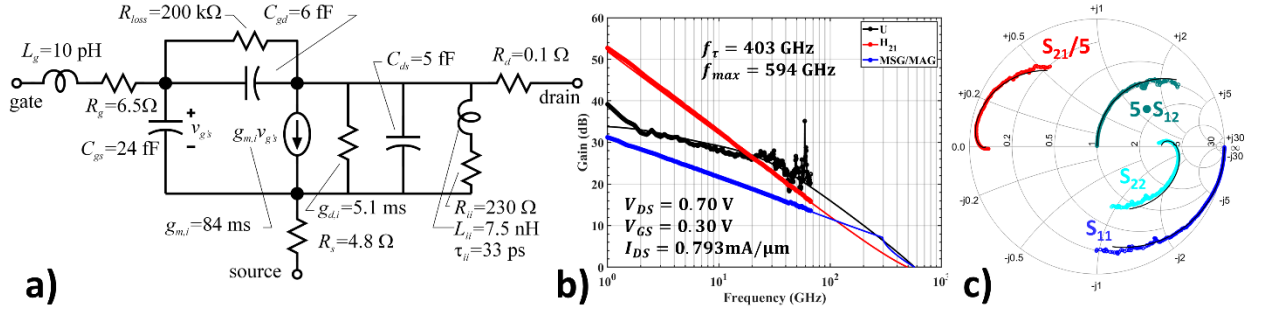 R_loss=200 kΩ
C_gd=6 fF
L_g=10 pH
gate
R_g=6.5Ω
C_gs=24 fF
+
v_g's
−
g_m,i v_g's
C_ds=5 fF
R_d=0.1 Ω
drain
g_d,i=5.1 ms
g_m,i=84 ms
R_s=4.8 Ω
source
R_ii=230 Ω
L_ii=7.5 nH
τ_ii=33 ps
a)
60
50
40
30
20
10
0
Gain (dB)
f_τ = 403 GHz
f_max = 594 GHz
U
H_21
MSG/MAG
V_DS = 0.70 V
V_GS = 0.30 V
I_DS = 0.793mA/μm
10^0
10^1
10^2
10^3
Frequency (GHz)
b)
+j1
+j0.5
+j2
S_21/5
+j0.2
+j5
5•S_12
0.0
0.2
0.5
1
2
5
+j30
-j30
S_22
-j0.2
-j5
S_11
-j0.5
-j2
-j1
c)